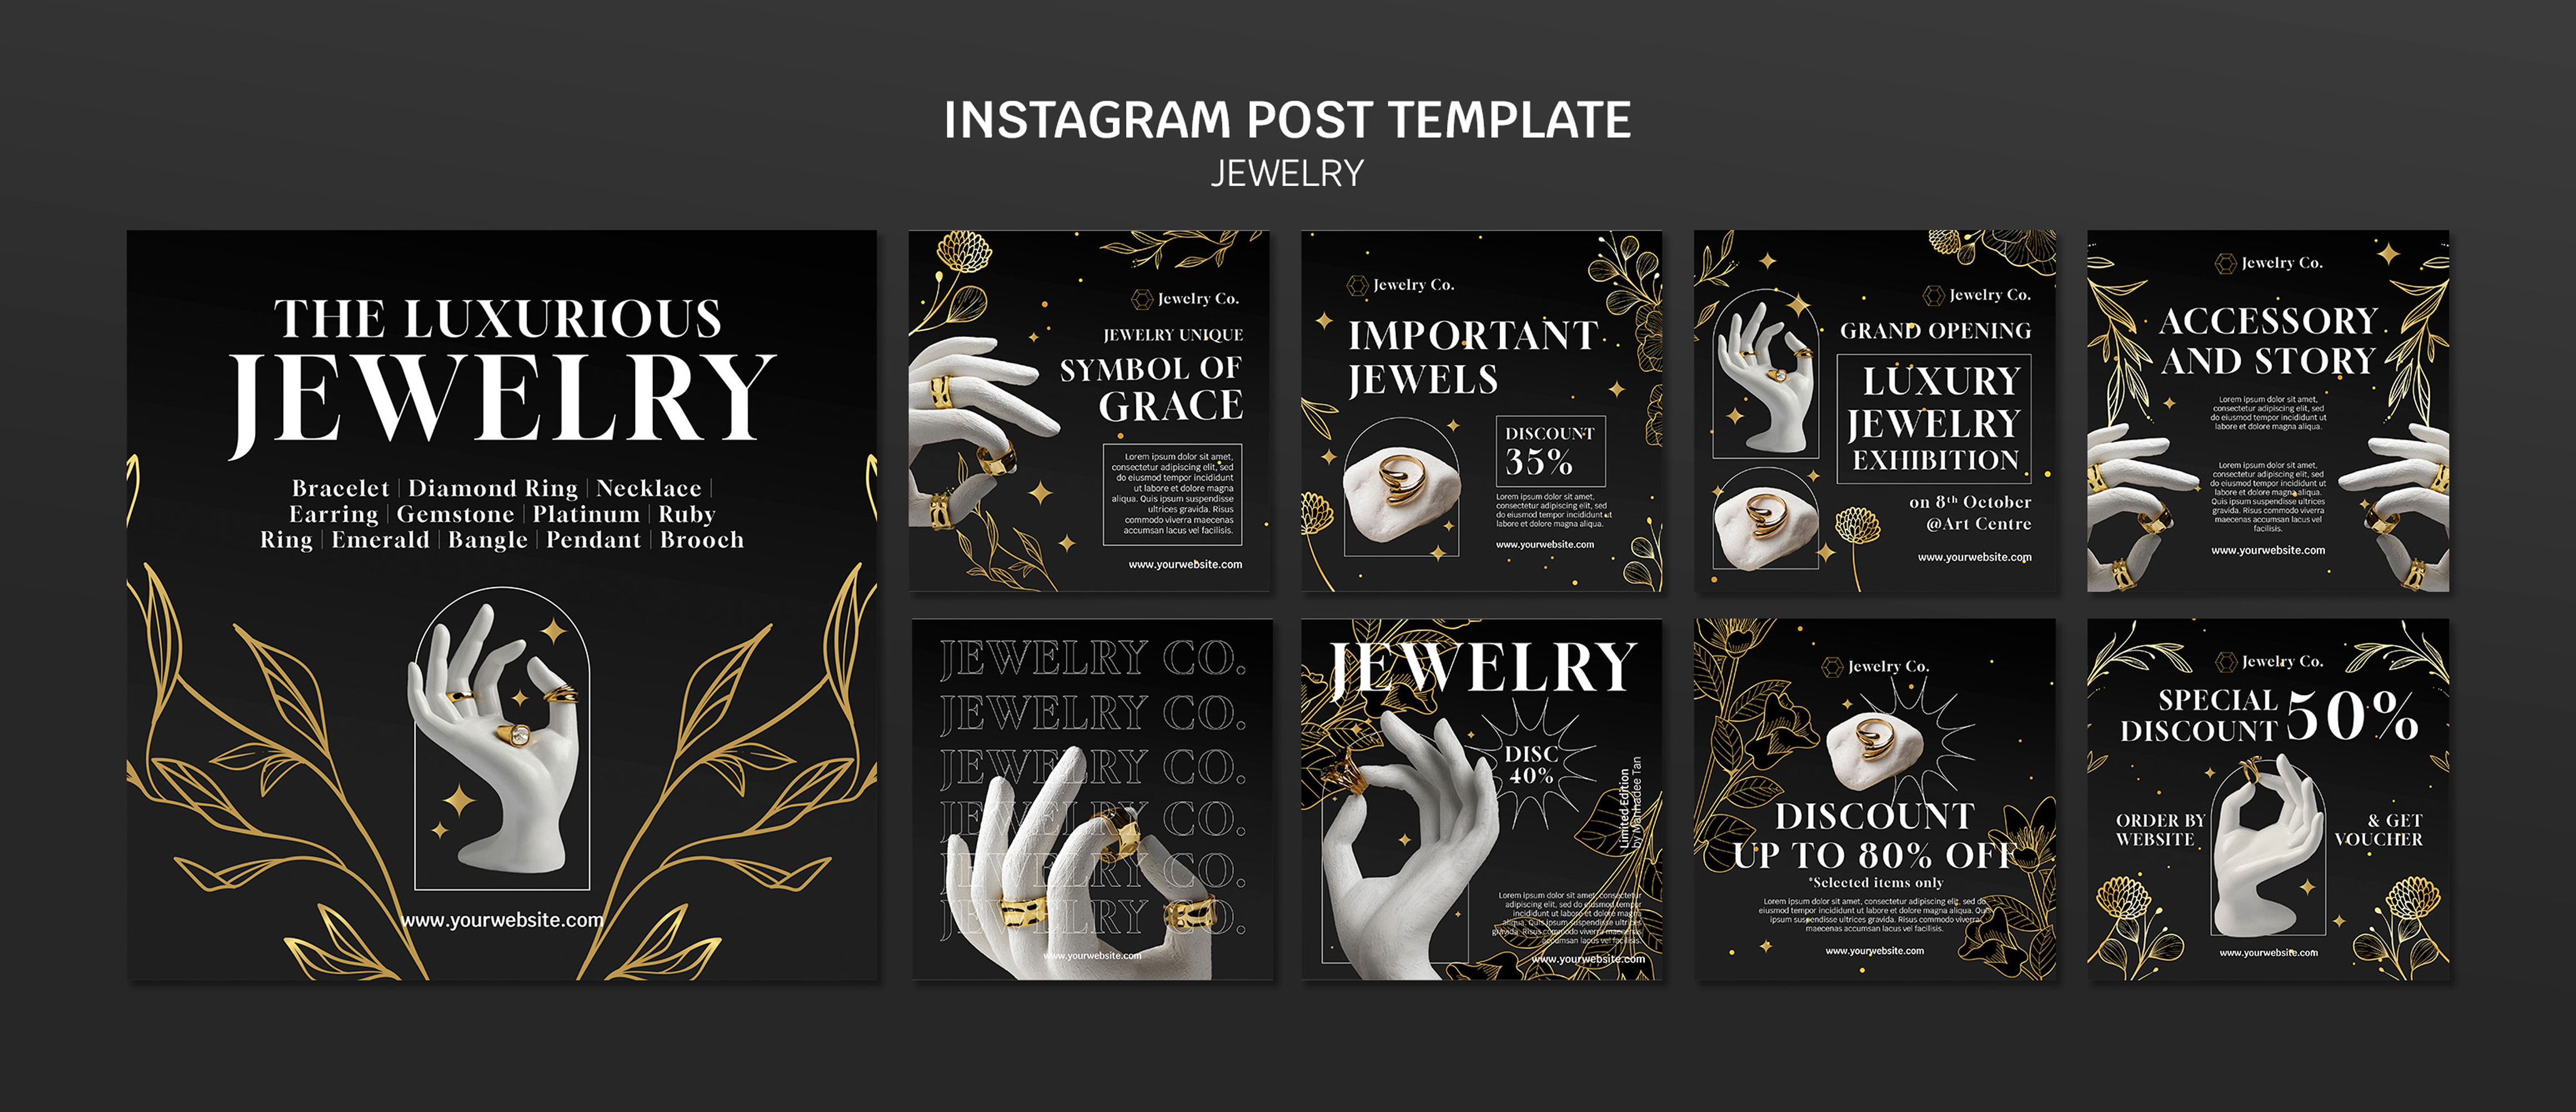 INSTAGRAM POST TEMPLATE
JEWELRY
THE LUXURIOUS
JEWELRY
Bracelet | Diamond Ring | Necklace |
Earring | Gemstone | Platinum | Ruby
Ring | Emerald | Bangle | Pendant | Brooch
www.yourwebsite.com
Jewelry Co.
JEWELRY UNIQUE
SYMBOL OF
GRACE
Lorem ipsum dolor sit amet,
consectetur adipiscing elit, sed
do eiusmod tempor incididunt
ut labore et dolore magna
aliqua. Quis ipsum suspendisse
ultrices gravida. Risus
commodo viverra maecenas
accumsan lacus vel facilisis.
www.yourwebsite.com
Jewelry Co.
IMPORTANT
JEWELS
DISCOUNT
35%
Lorem ipsum dolor sit amet,
consectetur adipiscing elit, sed
do eiusmod tempor incididunt ut
labore et dolore magna aliqua.
www.yourwebsite.com
Jewelry Co.
GRAND OPENING
LUXURY
JEWELRY
EXHIBITION
on 8th October
@Art Centre
www.yourwebsite.com
Jewelry Co.
ACCESSORY
AND STORY
Lorem ipsum dolor sit amet,
consectetur adipiscing elit, sed
do eiusmod tempor incididunt ut
labore et dolore magna aliqua.
Lorem ipsum dolor sit amet,
consectetur adipiscing elit, sed
do eiusmod tempor incididunt ut
labore et dolore magna aliqua.
Quis ipsum suspendisse ultrices
gravida. Risus commodo viverra
maecenas accumsan lacus vel
facilisis.
www.yourwebsite.com
JEWELRY CO.
JEWELRY CO.
JEWELRY CO.
JEWELRY CO.
JEWELRY CO.
JEWELRY CO.
www.yourwebsite.com
JEWELRY
DISC
40%
Limited Edition
by Manhadee Tan
Lorem ipsum dolor sit amet, consectetur
adipiscing elit, sed do eiusmod tempor
incididunt ut labore et dolore magna
aliqua. Quis ipsum suspendisse ultrices
gravida. Risus commodo viverra maecenas
accumsan lacus vel facilisis.
www.yourwebsite.com
Jewelry Co.
DISCOUNT
UP TO 80% OFF
*Selected items only
Lorem ipsum dolor sit amet, consectetur adipiscing elit, sed do
eiusmod tempor incididunt ut labore et dolore magna aliqua. Quis
ipsum suspendisse ultrices gravida. Risus commodo viverra
maecenas accumsan lacus vel facilisis.
www.yourwebsite.com
Jewelry Co.
SPECIAL
DISCOUNT
50%
ORDER BY
WEBSITE
& GET
VOUCHER
www.yourwebsite.com